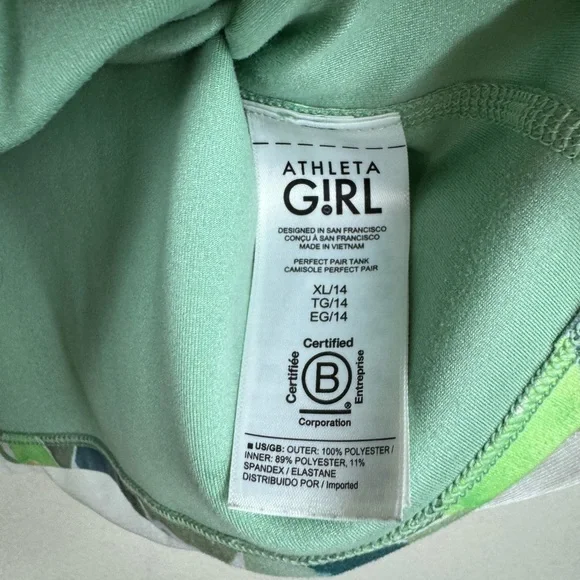 ATHLETA
G!RL
DESIGNED IN SAN FRANCISCO
CONÇU À SAN FRANCISCO
MADE IN VIETNAM
PERFECT PAIR TANK
CAMISOLE PERFECT PAIR
XL/14
TG/14
EG/14
Certified
Certifiée
B
®
Entreprise
Corporation
■ US/GB: OUTER: 100% POLYESTER /
INNER: 89% POLYESTER, 11%
SPANDEX / ELASTANE
DISTRIBUIDO POR / Imported